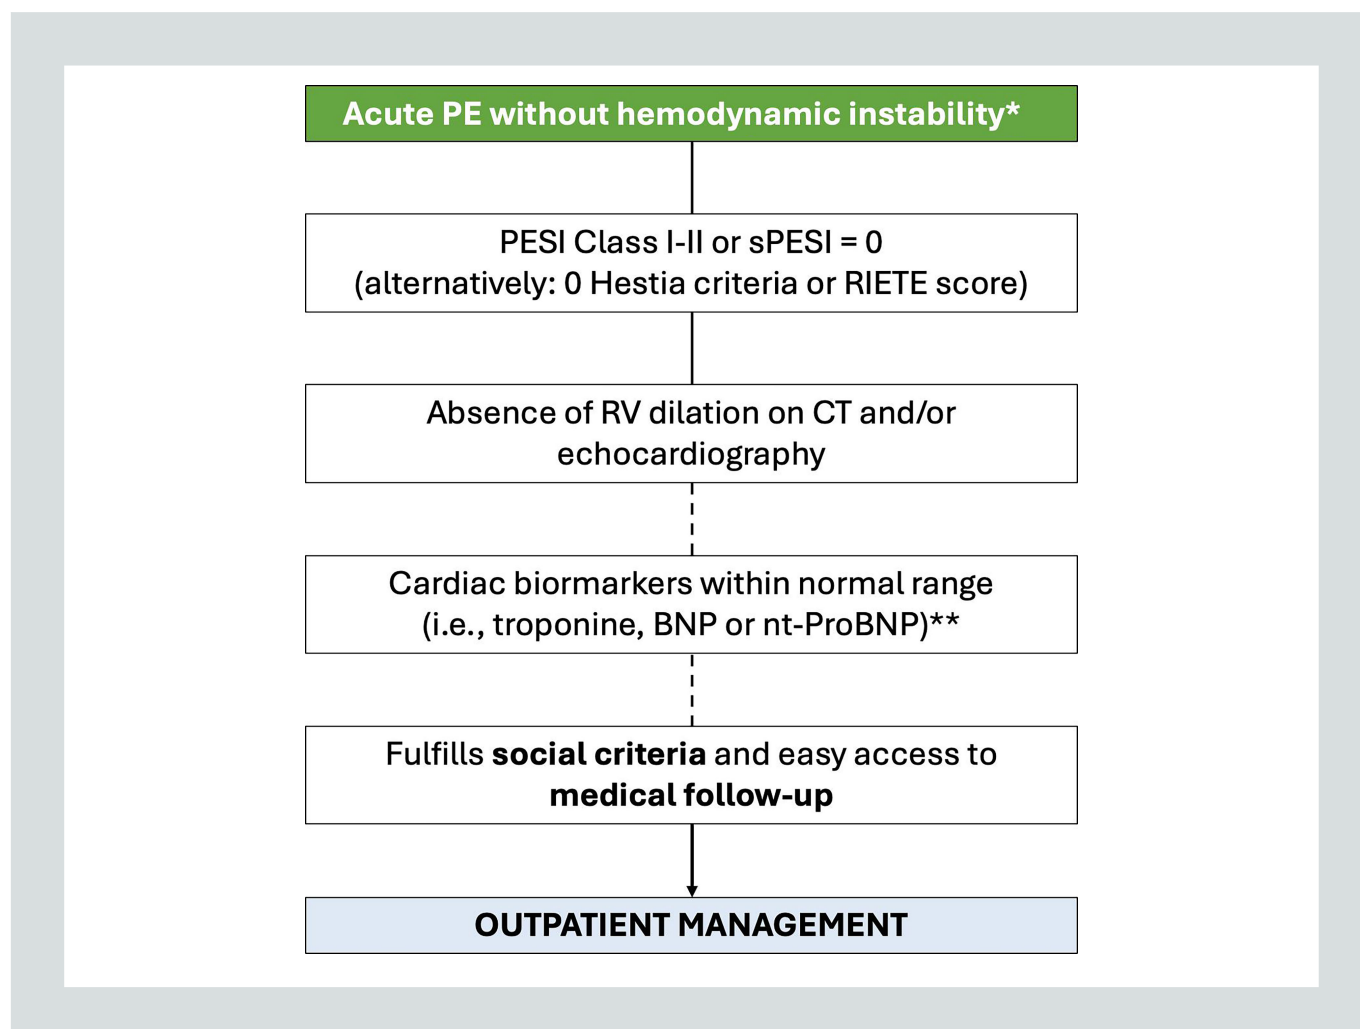 Acute PE without hemodynamic instability*
PESI Class I-II or sPESI = 0
(alternatively: 0 Hestia criteria or RIETE score)
Absence of RV dilation on CT and/or
echocardiography
Cardiac biormarkers within normal range
(i.e., troponine, BNP or nt-ProBNP)**
Fulfills social criteria and easy access to
medical follow-up
OUTPATIENT MANAGEMENT